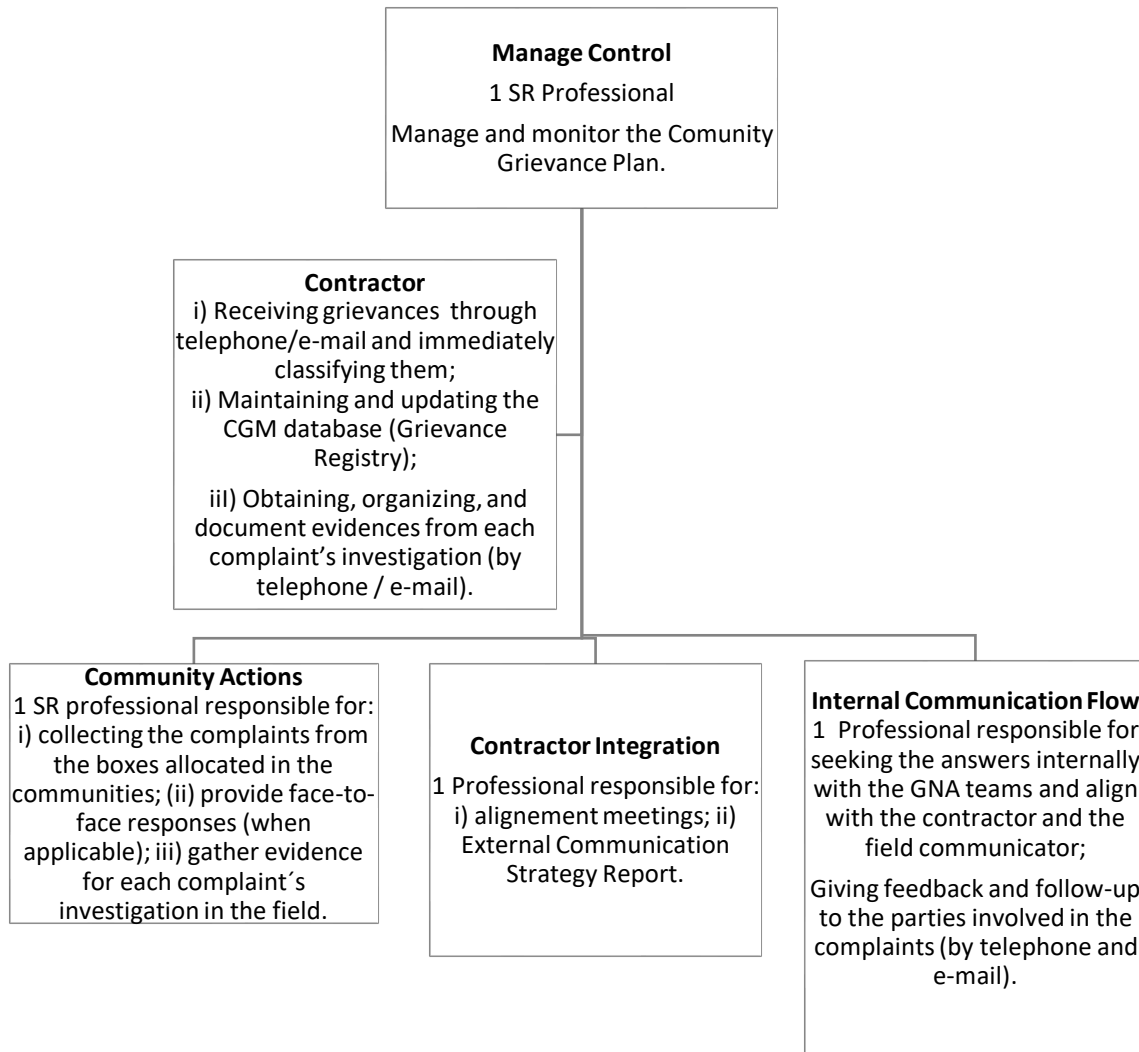 Manage Control
1 SR Professional
Manage and monitor the Comunity
Grievance Plan.
Contractor
i) Receiving grievances through
telephone/e-mail and immediately
classifying them;
ii) Maintaining and updating the
CGM database (Grievance
Registry);
iiI) Obtaining, organizing, and
document evidences from each
complaint’s investigation (by
telephone / e-mail).
Community Actions
1 SR professional responsible for:
i) collecting the complaints from
the boxes allocated in the
communities; (ii) provide face-to-
face responses (when
applicable); iii) gather evidence
for each complaint´s
investigation in the field.
Contractor Integration
1 Professional responsible for:
i) alignement meetings; ii)
External Communication
Strategy Report.
Internal Communication Flow
1 Professional responsible for
seeking the answers internally
with the GNA teams and align
with the contractor and the
field communicator;
Giving feedback and follow-up
to the parties involved in the
complaints (by telephone and
e-mail).